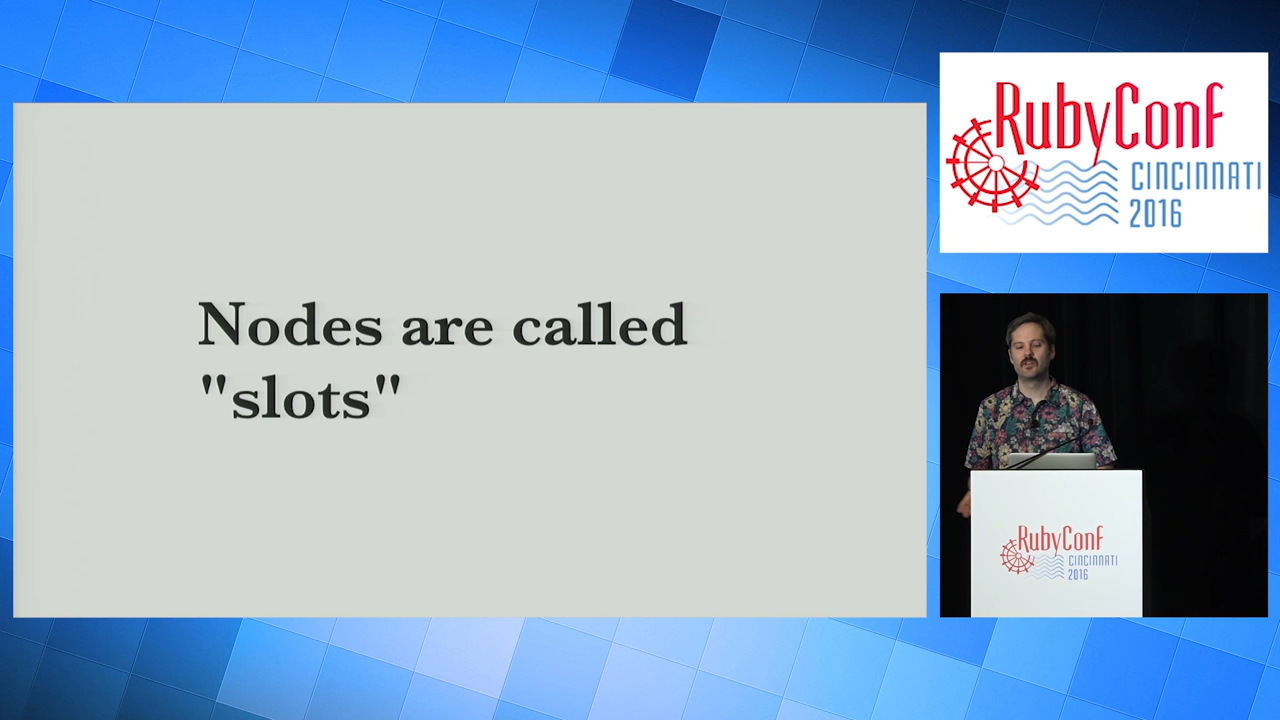 Nodes are called
"slots"
RubyConf
CINCINNATI
2016
RubyConf
CINCINNATI
2016